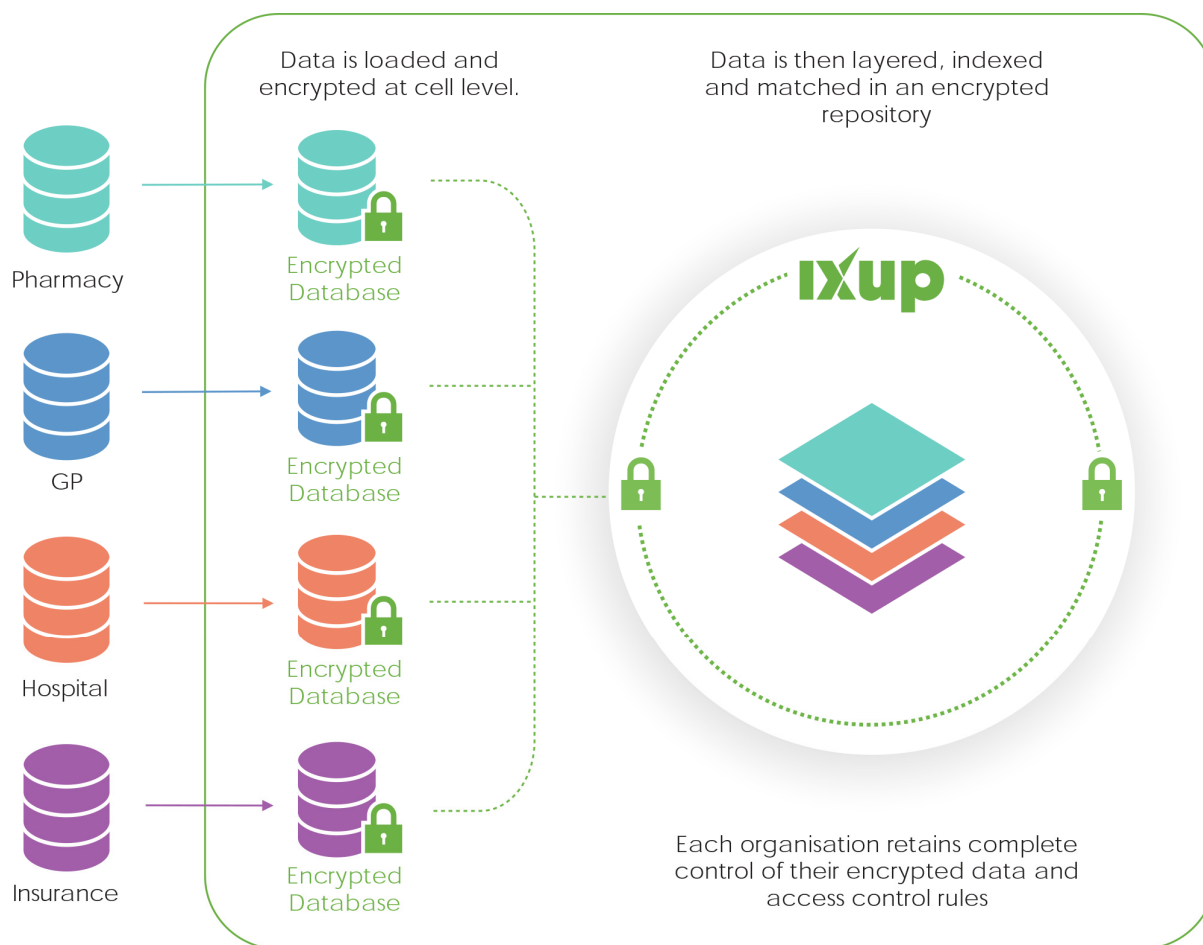 Data is loaded and
encrypted at cell level.
Data is then layered, indexed
and matched in an encrypted
repository
Pharmacy
Encrypted
Database
GP
Encrypted
Database
Hospital
Encrypted
Database
Insurance
Encrypted
Database
ixup
Each organisation retains complete
control of their encrypted data and
access control rules